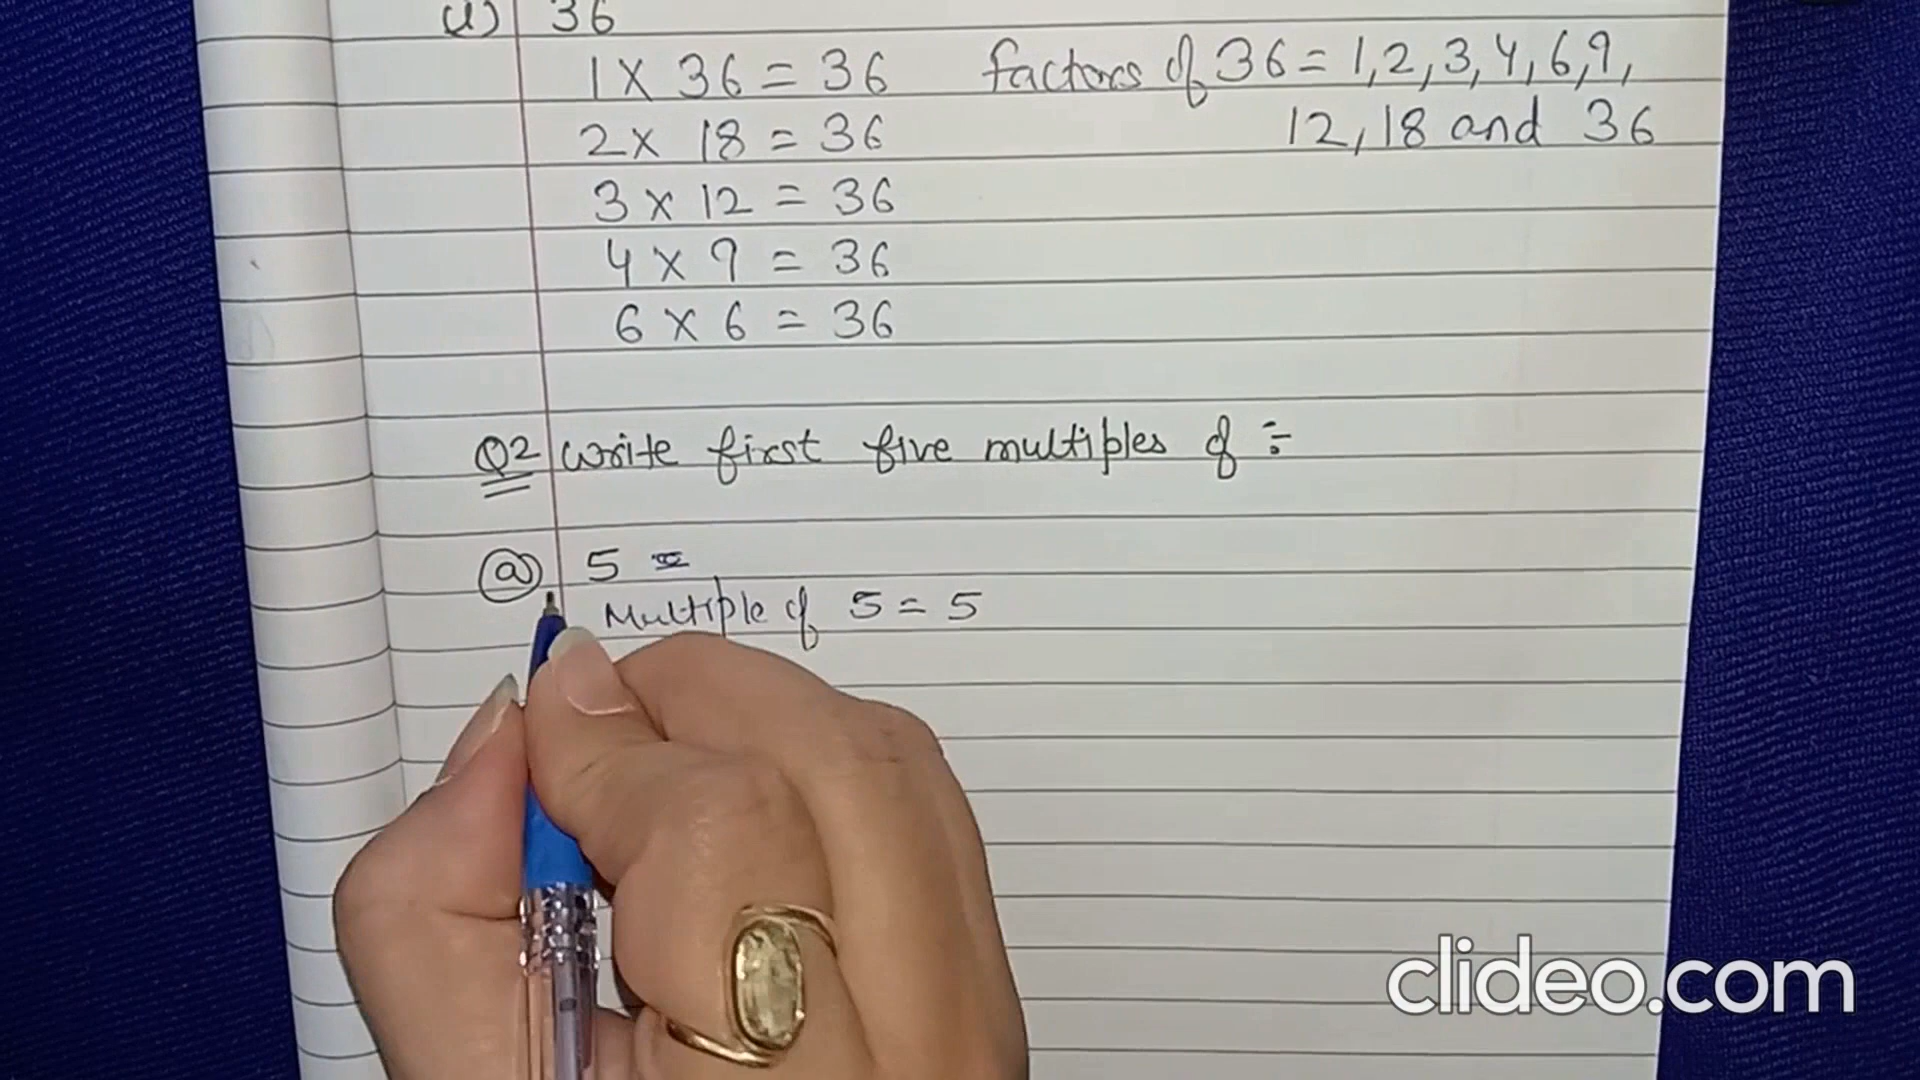 (d) 36
1 X 36 = 36 factors of 36 = 1, 2, 3, 4, 6, 9,
12, 18 and 36
2 X 18 = 36
3 X 12 = 36
4 X 9 = 36
6 X 6 = 36
Q2 Write first five multiples of :-
(a) 5 =
Multiple of 5 = 5
clideo.com